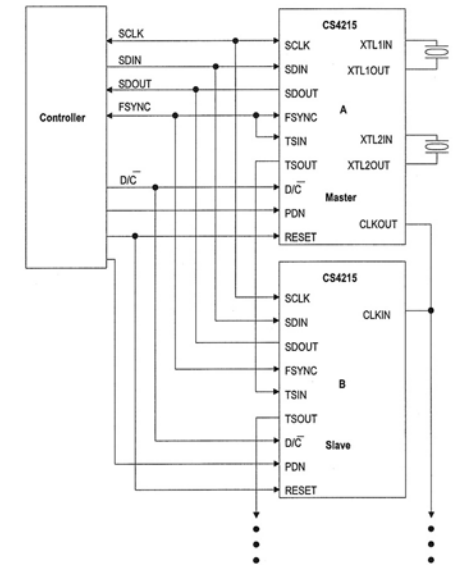 Controller
SCLK
SDIN
SDOUT
FSYNC
D/C̅
CS4215
SCLK
SDIN
SDOUT
FSYNC
TSIN
TSOUT
D/C̅
PDN
RESET
A
Master
XTL1IN
XTL1OUT
XTL2IN
XTL2OUT
CLKOUT
CS4215
SCLK
SDIN
SDOUT
FSYNC
TSIN
TSOUT
D/C̅
PDN
RESET
B
Slave
CLKIN